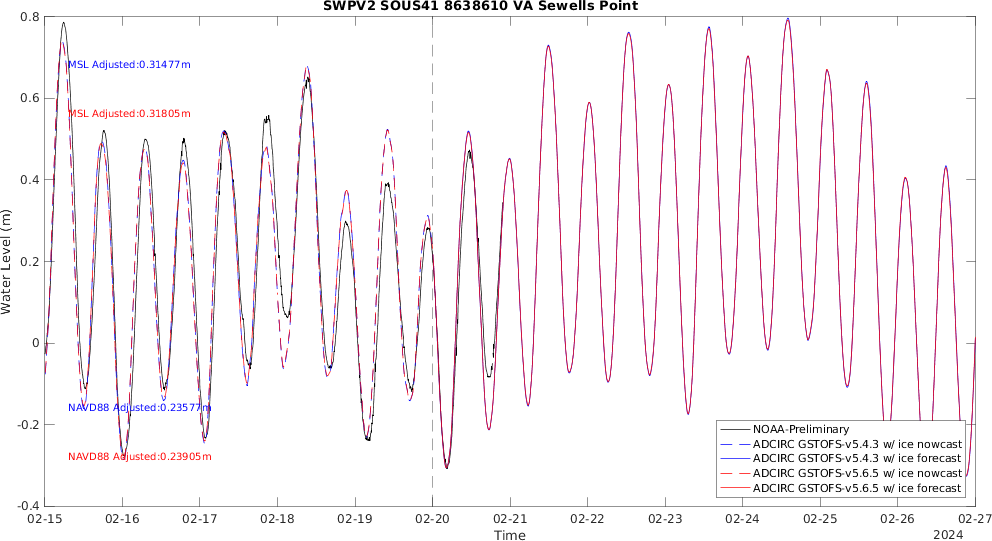 SWPV2 SOUS41 8638610 VA Sewells Point
0.8
0.6
0.4
0.2
0
-0.2
-0.4
Water Level (m)
MSL Adjusted:0.31477m
MSL Adjusted:0.31805m
NAVD88 Adjusted:0.23577m
NAVD88 Adjusted:0.23905m
NOAA-Preliminary
ADCIRC GSTOFS-v5.4.3 w/ ice nowcast
ADCIRC GSTOFS-v5.4.3 w/ ice forecast
ADCIRC GSTOFS-v5.6.5 w/ ice nowcast
ADCIRC GSTOFS-v5.6.5 w/ ice forecast
02-15 02-16 02-17 02-18 02-19 02-20 02-21 02-22 02-23 02-24 02-25 02-26 02-27
Time
2024